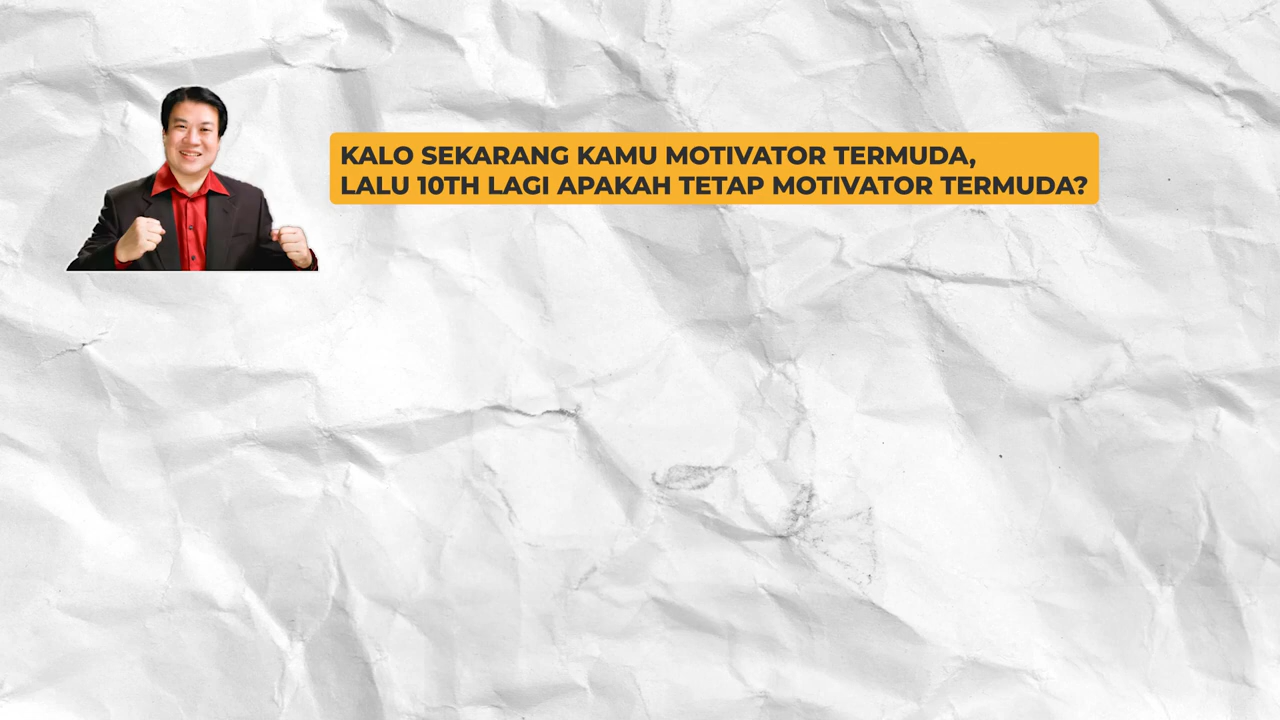 KALO SEKARANG KAMU MOTIVATOR TERMUDA,
LALU 10TH LAGI APAKAH TETAP MOTIVATOR TERMUDA?